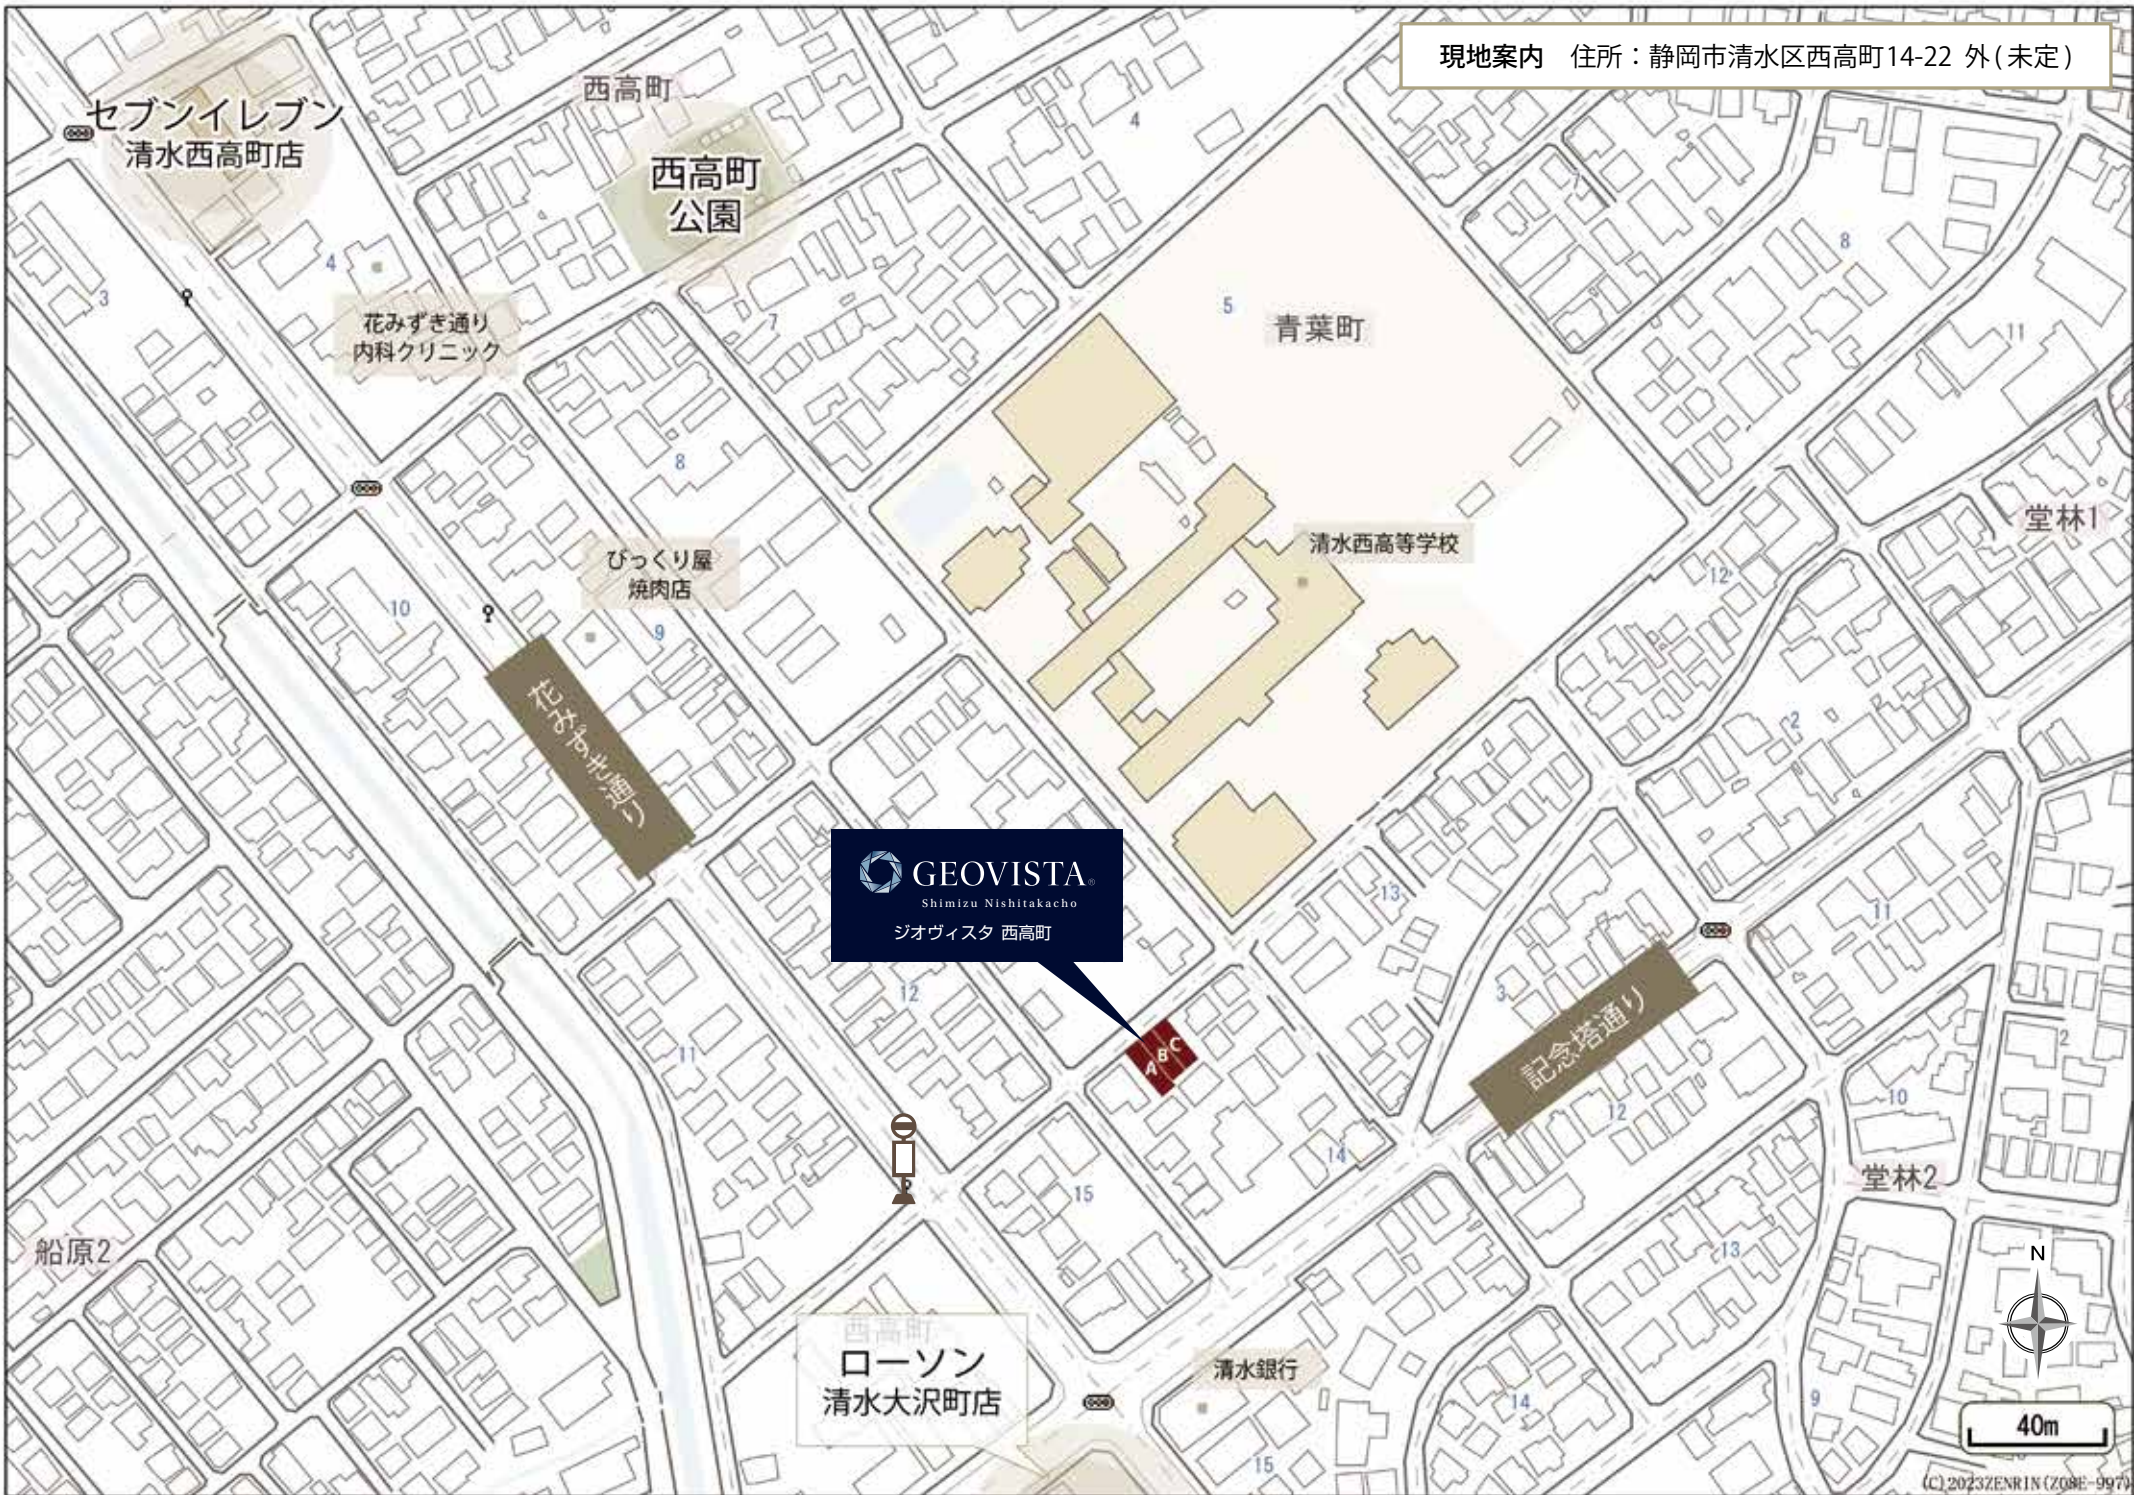 現地案内 住所：静岡市清水区西高町14-22 外(未定)
西高町
セブンイレブン
清水西高町店
西高町
公園
4
7
8
4
3
5
青葉町
花みずき通り
内科クリニック
7
11
8
堂林1
びっくり屋
焼肉店
清水西高等学校
12
10
9
2
花みずき通り
GEOVISTA®
Shimizu Nishitakacho
ジオヴィスタ 西高町
13
11
12
3
記念塔通り
2
11
A
B
C
10
12
14
堂林2
15
船原2
13
N
西高町
ローソン
清水大沢町店
清水銀行
14
9
40m
15
(C)2023ZENRIN(Z08E-997)